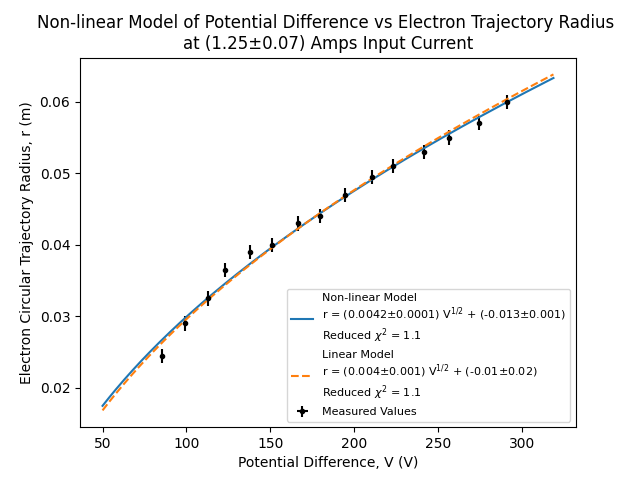 Non-linear Model of Potential Difference vs Electron Trajectory Radius
at (1.25±0.07) Amps Input Current
Electron Circular Trajectory Radius, r (m)
0.06
0.05
0.04
0.03
0.02
Non-linear Model
r = (0.0042±0.0001) V^{1/2} + (-0.013±0.001)
Reduced χ² = 1.1
Linear Model
r = (0.004±0.001) V^{1/2} + (-0.01±0.02)
Reduced χ² = 1.1
Measured Values
50 100 150 200 250 300
Potential Difference, V (V)